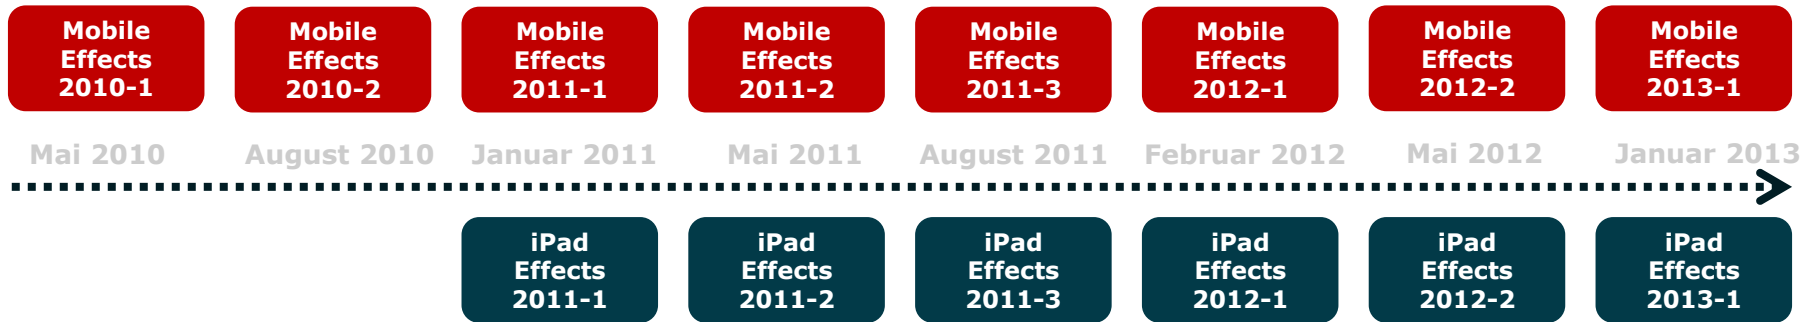 Mobile
Effects
2010-1
Mobile
Effects
2010-2
Mobile
Effects
2011-1
Mobile
Effects
2011-2
Mobile
Effects
2011-3
Mobile
Effects
2012-1
Mobile
Effects
2012-2
Mobile
Effects
2013-1
Mai 2010
August 2010
Januar 2011
Mai 2011
August 2011
Februar 2012
Mai 2012
Januar 2013
iPad
Effects
2011-1
iPad
Effects
2011-2
iPad
Effects
2011-3
iPad
Effects
2012-1
iPad
Effects
2012-2
iPad
Effects
2013-1